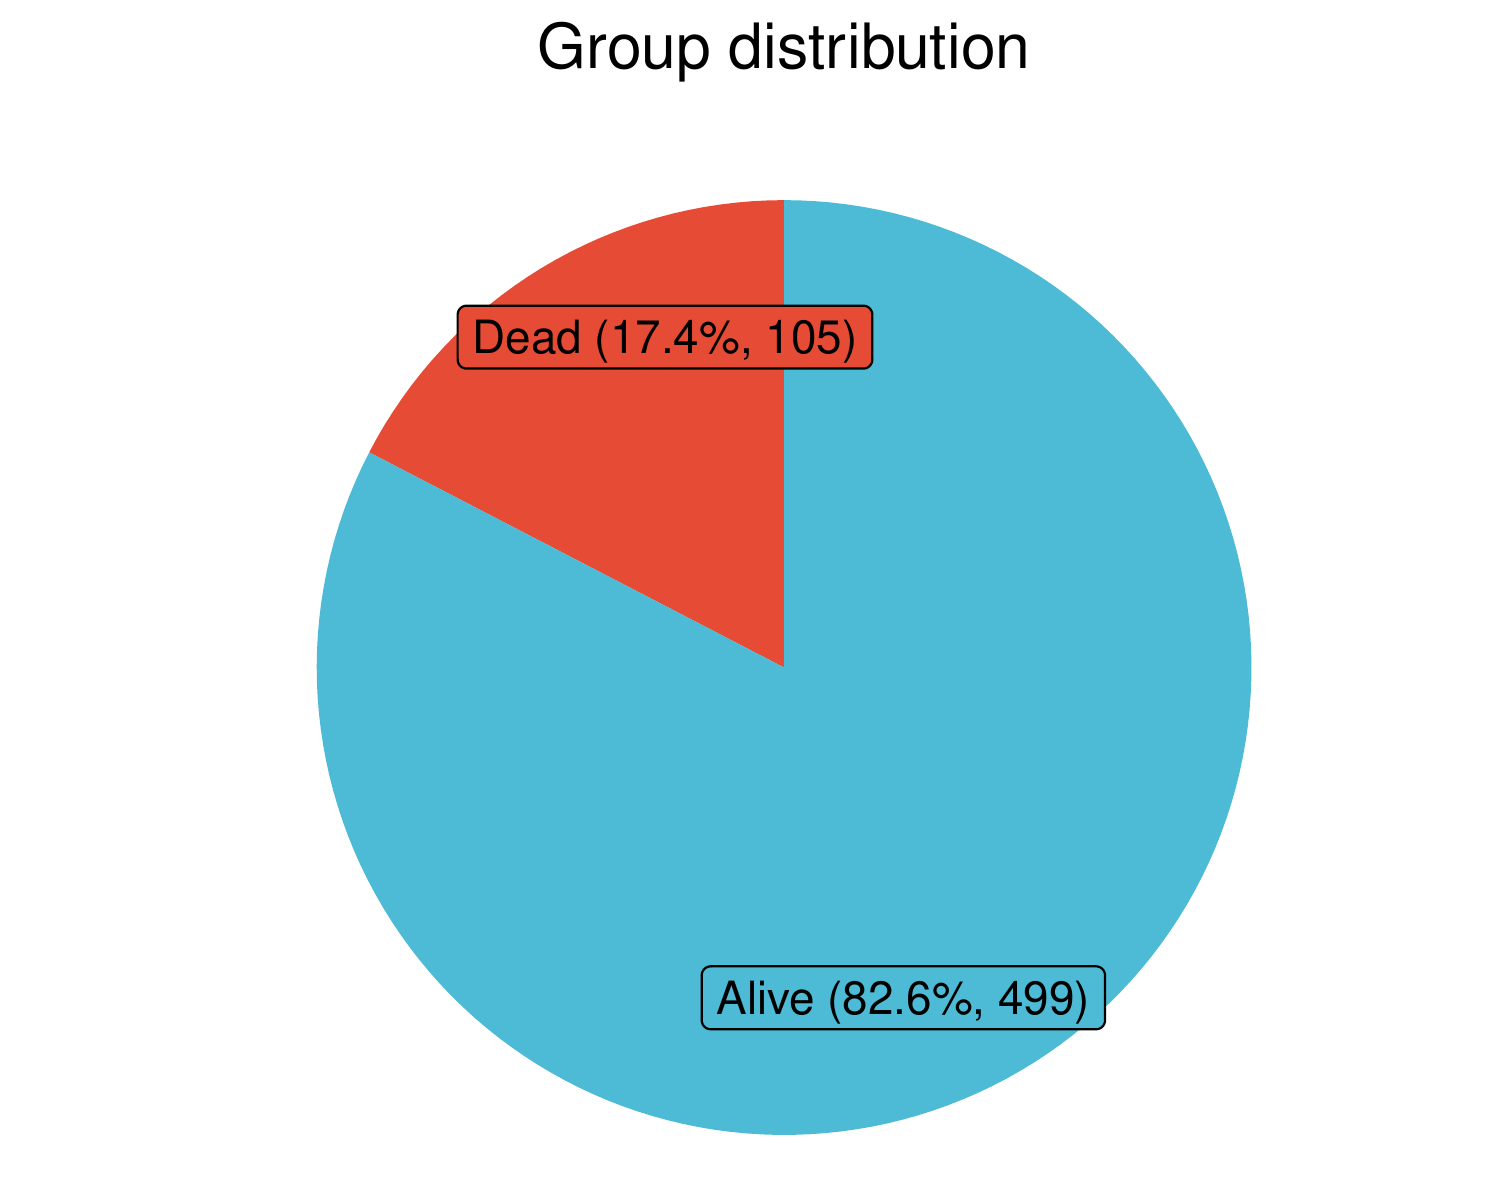 Group distribution
Dead (17.4%, 105)
Alive (82.6%, 499)